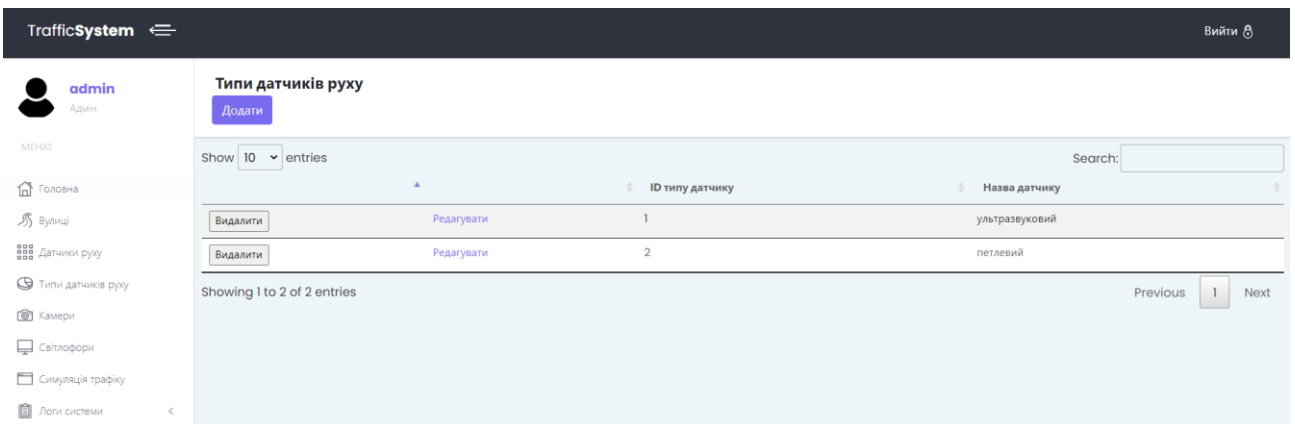 TrafficSystem
Вийти
admin
Адмін
МЕНЮ
Головна
Вулиці
Датчики руху
Типи датчиків руху
Камери
Світлофори
Симуляція трафіку
Логи системи
Типи датчиків руху
Додати
Show 10 entries
Search:
ID типу датчику Назва датчику
Видалити Редагувати 1 ультразвуковий
Видалити Редагувати 2 петлевий
Showing 1 to 2 of 2 entries
Previous 1 Next